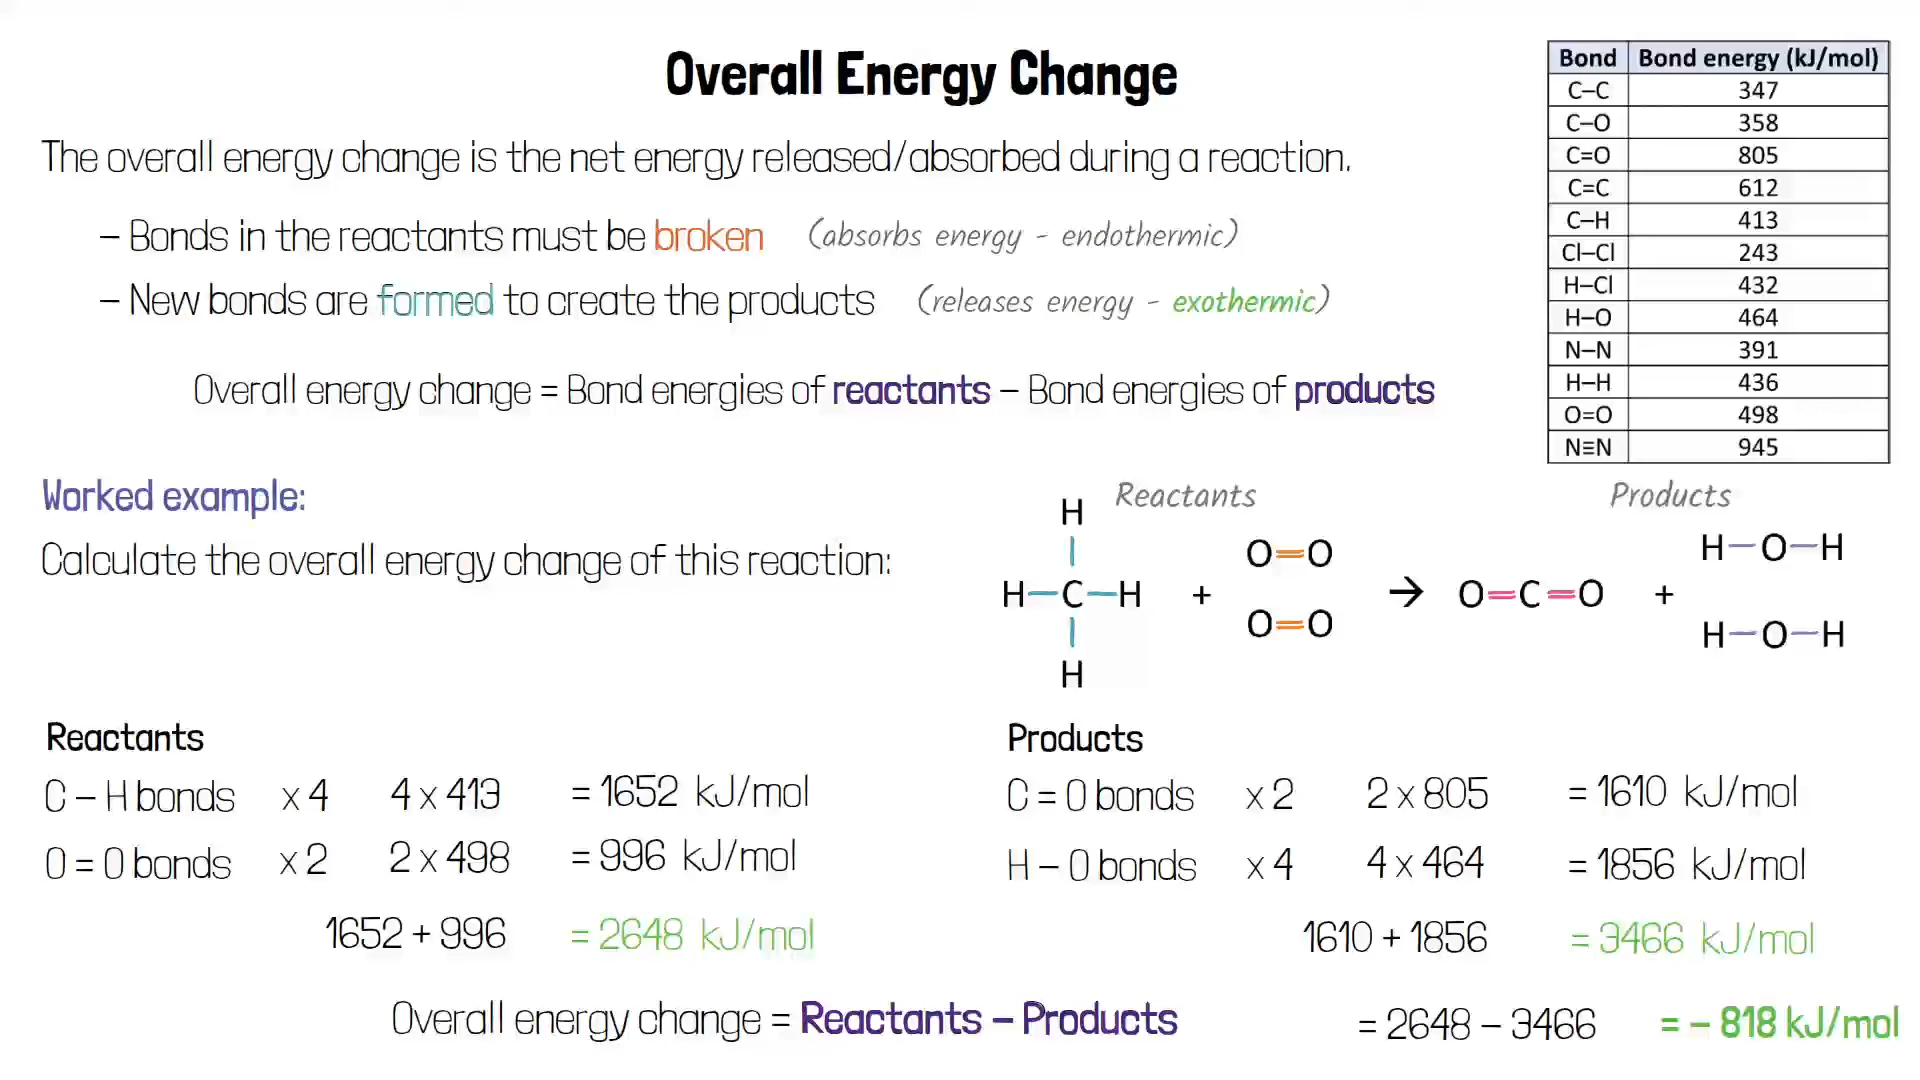 Overall Energy Change
The overall energy change is the net energy released/absorbed during a reaction.
– Bonds in the reactants must be broken (absorbs energy - endothermic)
– New bonds are formed to create the products (releases energy - exothermic)
Overall energy change = Bond energies of reactants – Bond energies of products
Bond Bond energy (kJ/mol)
C–C 347
C–O 358
C=O 805
C=C 612
C–H 413
Cl–Cl 243
H–Cl 432
H–O 464
N–N 391
H–H 436
O=O 498
N≡N 945
Worked example:
Calculate the overall energy change of this reaction:
Reactants Products
H
O=O H–O–H
H–C–H + → O=C=O +
O=O H–O–H
H
Reactants
C – H bonds x 4 4 x 413 = 1652 kJ/mol
O = O bonds x 2 2 x 498 = 996 kJ/mol
1652 + 996 = 2648 kJ/mol
Products
C = O bonds x 2 2 x 805 = 1610 kJ/mol
H – O bonds x 4 4 x 464 = 1856 kJ/mol
1610 + 1856 = 3466 kJ/mol
Overall energy change = Reactants – Products = 2648 – 3466 = – 818 kJ/mol